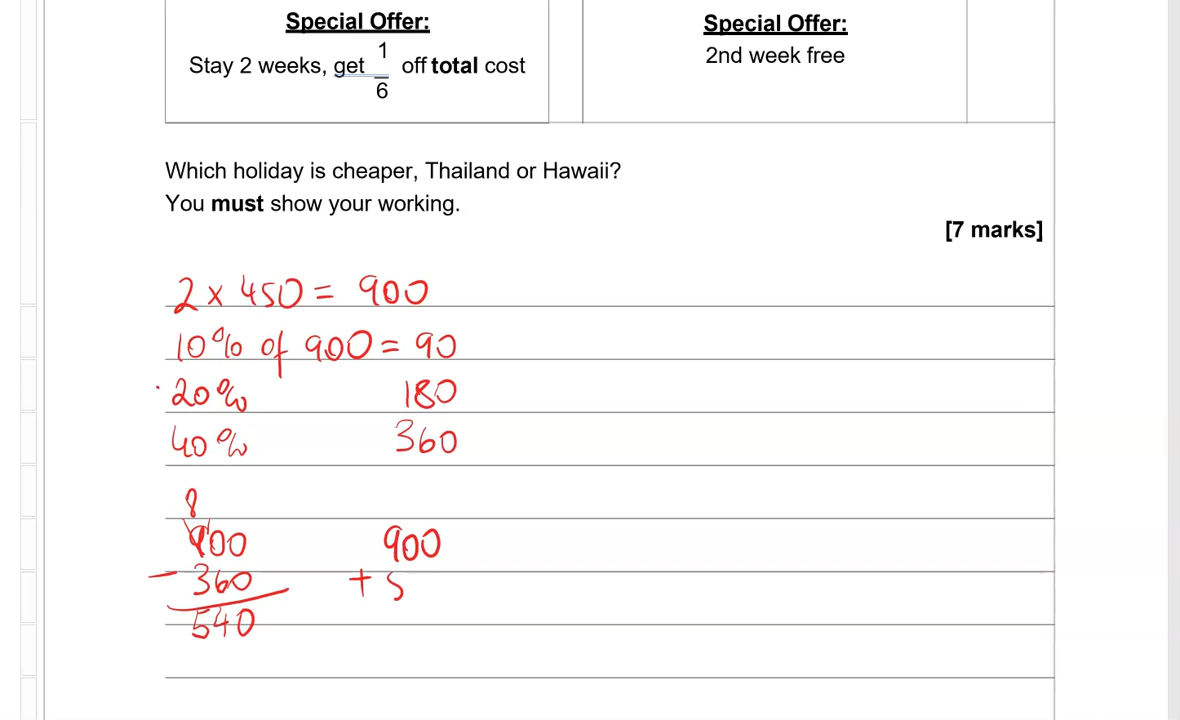 Special Offer:
Stay 2 weeks, get 1/6 off total cost
Special Offer:
2nd week free
Which holiday is cheaper, Thailand or Hawaii?
You must show your working.
[7 marks]
2 x 450 = 900
10% of 900 = 90
20% 180
40% 360
8
900
- 360
540
900
+ 5